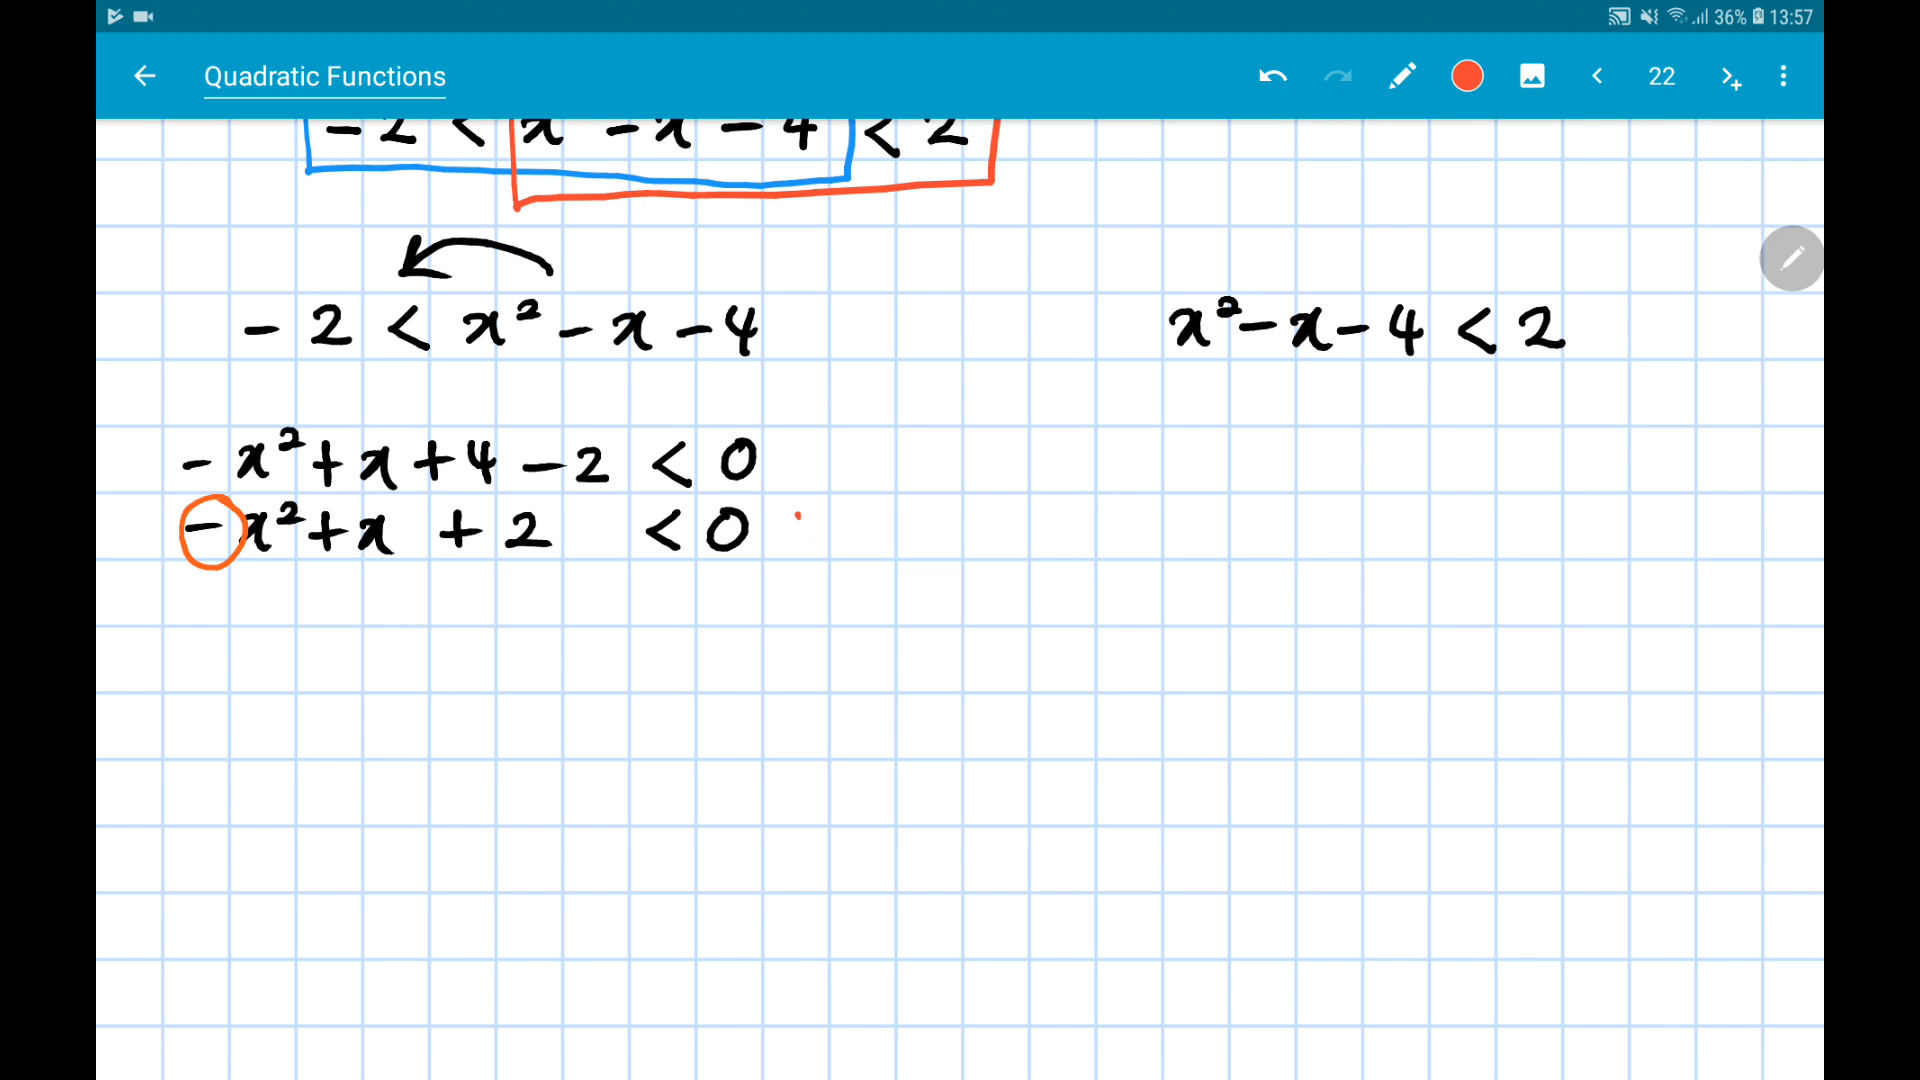 36% 13:57
Quadratic Functions 22
- 2 < x - x - 4 < 2
- 2 < x² - x - 4
x² - x - 4 < 2
- x² + x + 4 - 2 < 0
- x² + x + 2 < 0